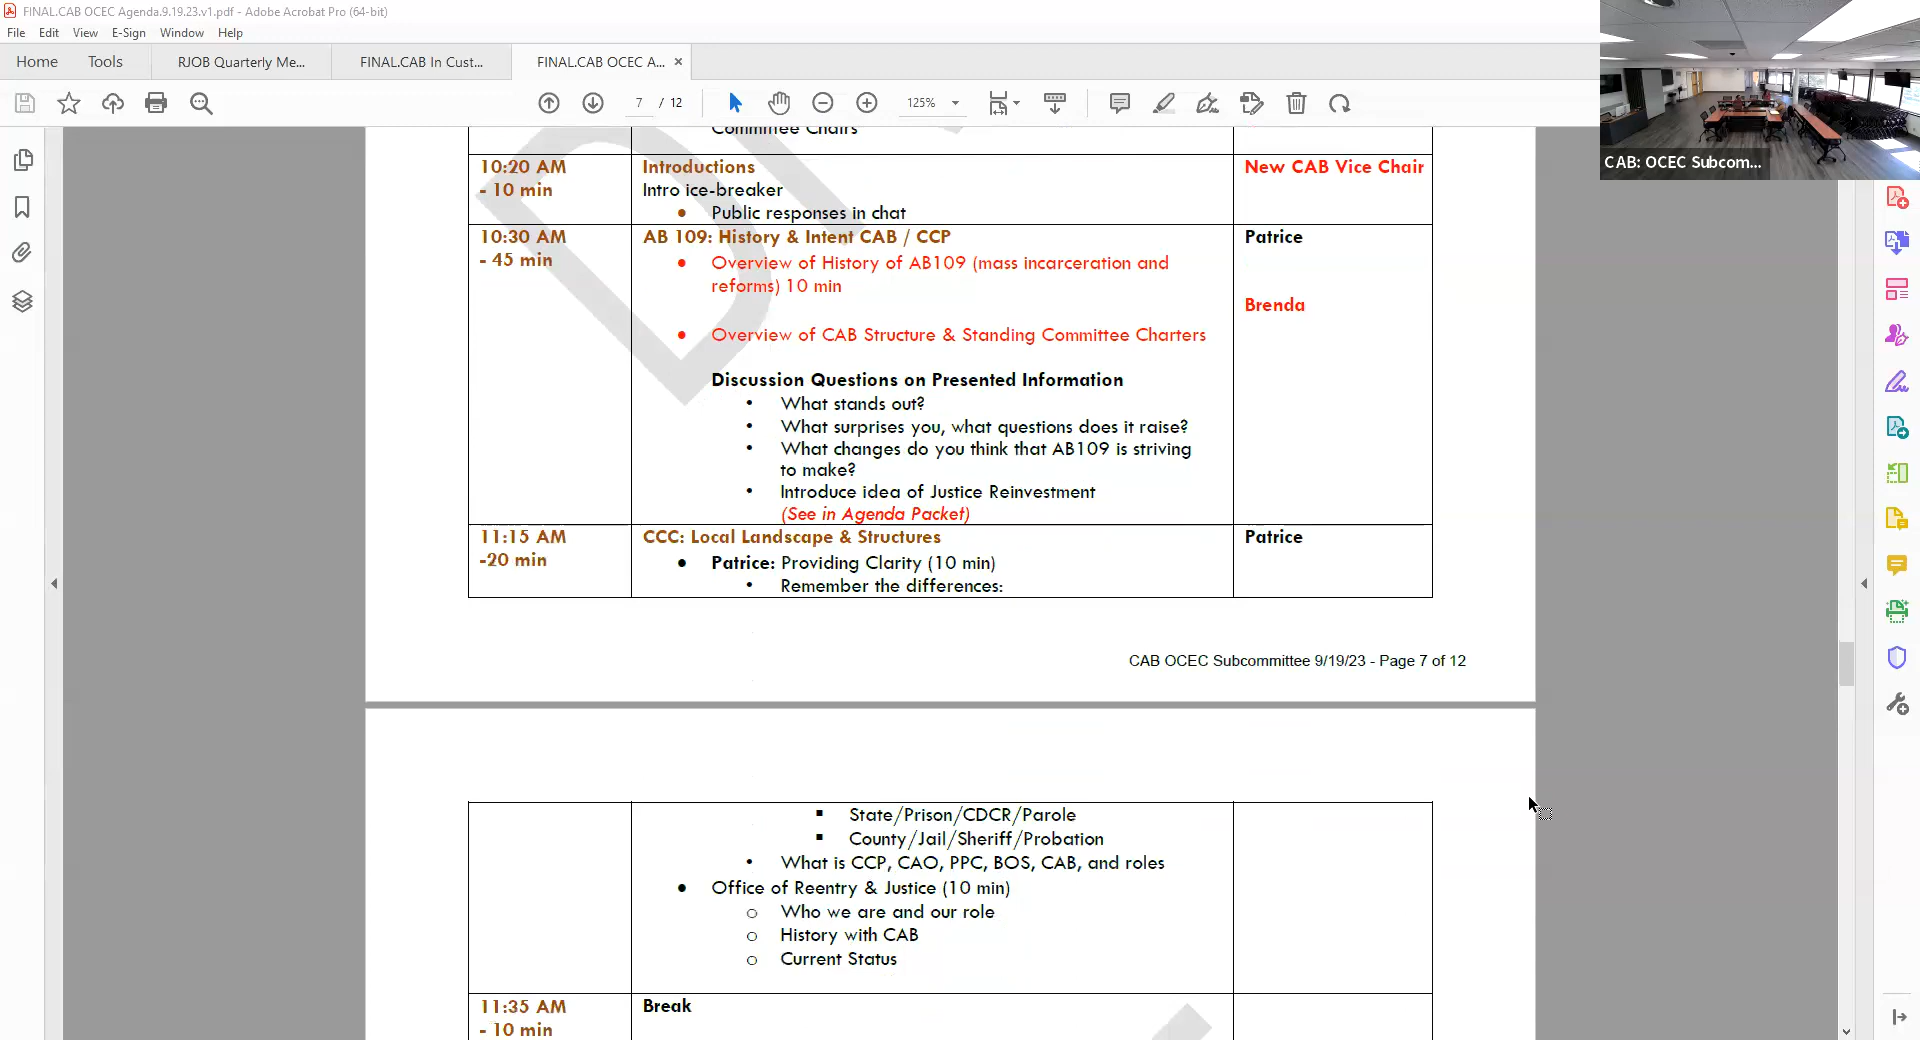 FINAL.CAB OCEC Agenda.9.19.23.v1.pdf - Adobe Acrobat Pro (64-bit)
File Edit View E-Sign Window Help
Home Tools RJOB Quarterly Me... FINAL.CAB In Cust... FINAL.CAB OCEC A... ×
7 / 12 125%
CAB: OCEC Subcom...
Committee Chairs
10:20 AM Introductions New CAB Vice Chair
- 10 min Intro ice-breaker
• Public responses in chat
10:30 AM AB 109: History & Intent CAB / CCP Patrice
- 45 min
• Overview of History of AB109 (mass incarceration and
reforms) 10 min
Brenda
• Overview of CAB Structure & Standing Committee Charters
Discussion Questions on Presented Information
• What stands out?
• What surprises you, what questions does it raise?
• What changes do you think that AB109 is striving
to make?
• Introduce idea of Justice Reinvestment
(See in Agenda Packet)
11:15 AM CCC: Local Landscape & Structures Patrice
-20 min
• Patrice: Providing Clarity (10 min)
• Remember the differences:
CAB OCEC Subcommittee 9/19/23 - Page 7 of 12
▪ State/Prison/CDCR/Parole
▪ County/Jail/Sheriff/Probation
• What is CCP, CAO, PPC, BOS, CAB, and roles
• Office of Reentry & Justice (10 min)
o Who we are and our role
o History with CAB
o Current Status
11:35 AM Break
- 10 min